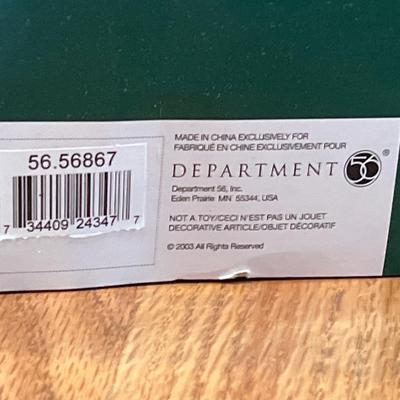 56.56867
7 34409 24347 7
MADE IN CHINA EXCLUSIVELY FOR
FABRIQUÉ EN CHINE EXCLUSIVEMENT POUR
DEPARTMENT 56 ®
Department 56, Inc.
Eden Prairie MN 55344, USA
NOT A TOY/CECI N'EST PAS UN JOUET
DECORATIVE ARTICLE/OBJET DÉCORATIF
© 2003 All Rights Reserved